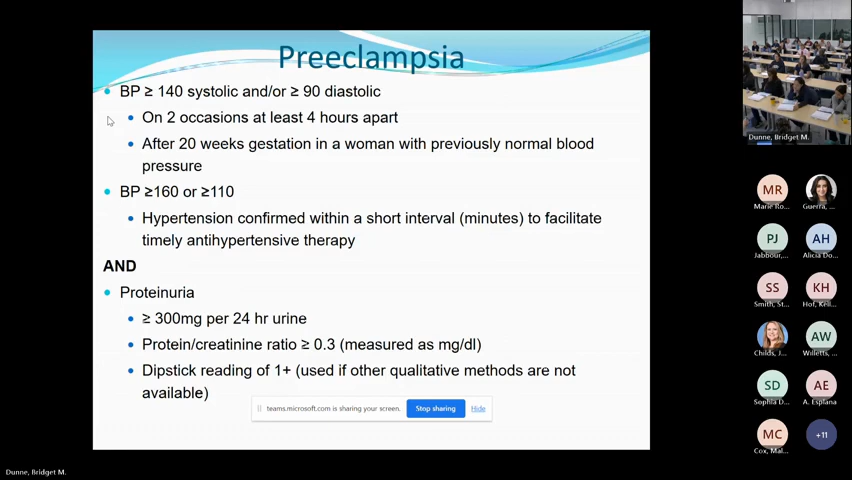 Preeclampsia
BP ≥ 140 systolic and/or ≥ 90 diastolic
On 2 occasions at least 4 hours apart
After 20 weeks gestation in a woman with previously normal blood
pressure
BP ≥160 or ≥110
Hypertension confirmed within a short interval (minutes) to facilitate
timely antihypertensive therapy
AND
Proteinuria
≥ 300mg per 24 hr urine
Protein/creatinine ratio ≥ 0.3 (measured as mg/dl)
Dipstick reading of 1+ (used if other qualitative methods are not
available)
teams.microsoft.com is sharing your screen.
Stop sharing
Hide
Dunne, Bridget M.
Dunne, Bridget M.
MR
Marie Ro...
Guerra, ...
PJ
Jabbour,...
AH
Alicia Do...
SS
Smith, St...
KH
Hof, Kell...
Childs, J...
AW
Willetts, ...
SD
Sophia D...
AE
A. Esplana
MC
Cox, Mal...
+11